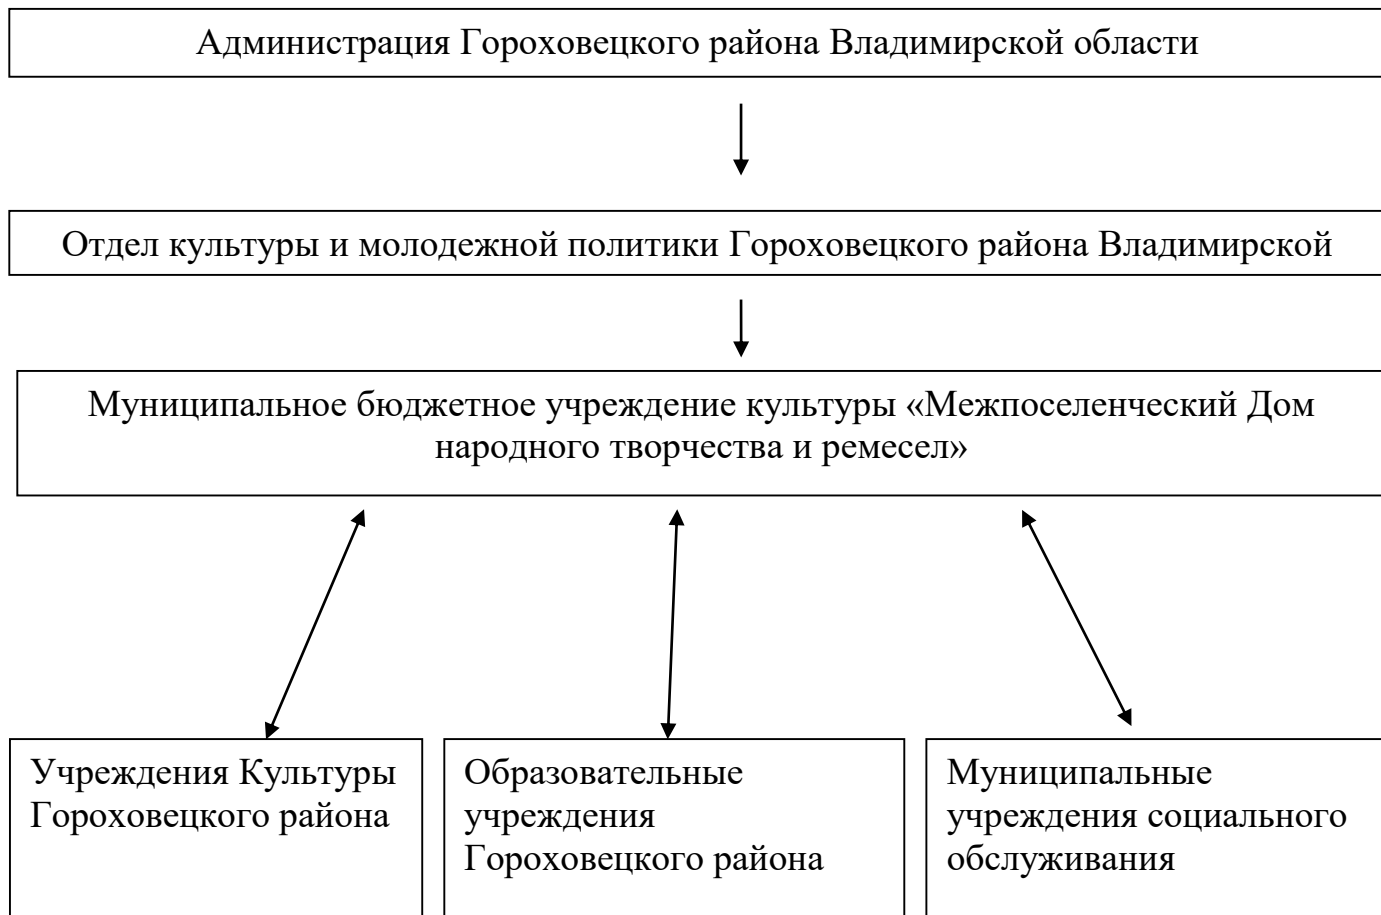 Администрация Гороховецкого района Владимирской области
Отдел культуры и молодежной политики Гороховецкого района Владимирской
Муниципальное бюджетное учреждение культуры «Межпоселенческий Дом
народного творчества и ремесел»
Учреждения Культуры
Гороховецкого района
Образовательные
учреждения
Гороховецкого района
Муниципальные
учреждения социального
обслуживания